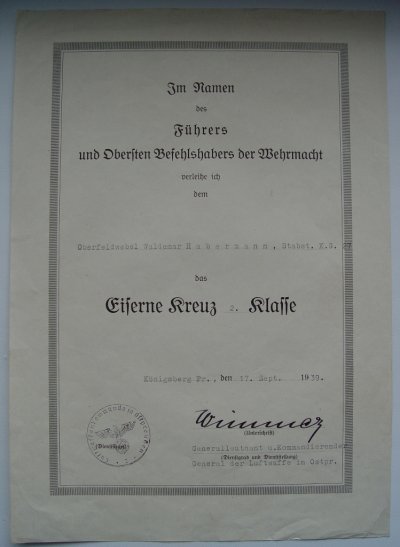 Im Namen
des
Führers
und Obersten Befehlshabers der Wehrmacht
verleihe ich
dem
Oberfeldwebel Waldemar Habermann, Stabst. K.G. 27
das
Eiserne Kreuz 2. Klasse
Königsberg Pr., den 17. Sept. 1939.
Wimmer
(Dienstsiegel)
(Unterschrift)
Generalleutnant u. Kommandierender
(Dienstgrad und Dienststellung)
General der Luftwaffe in Ostpr.